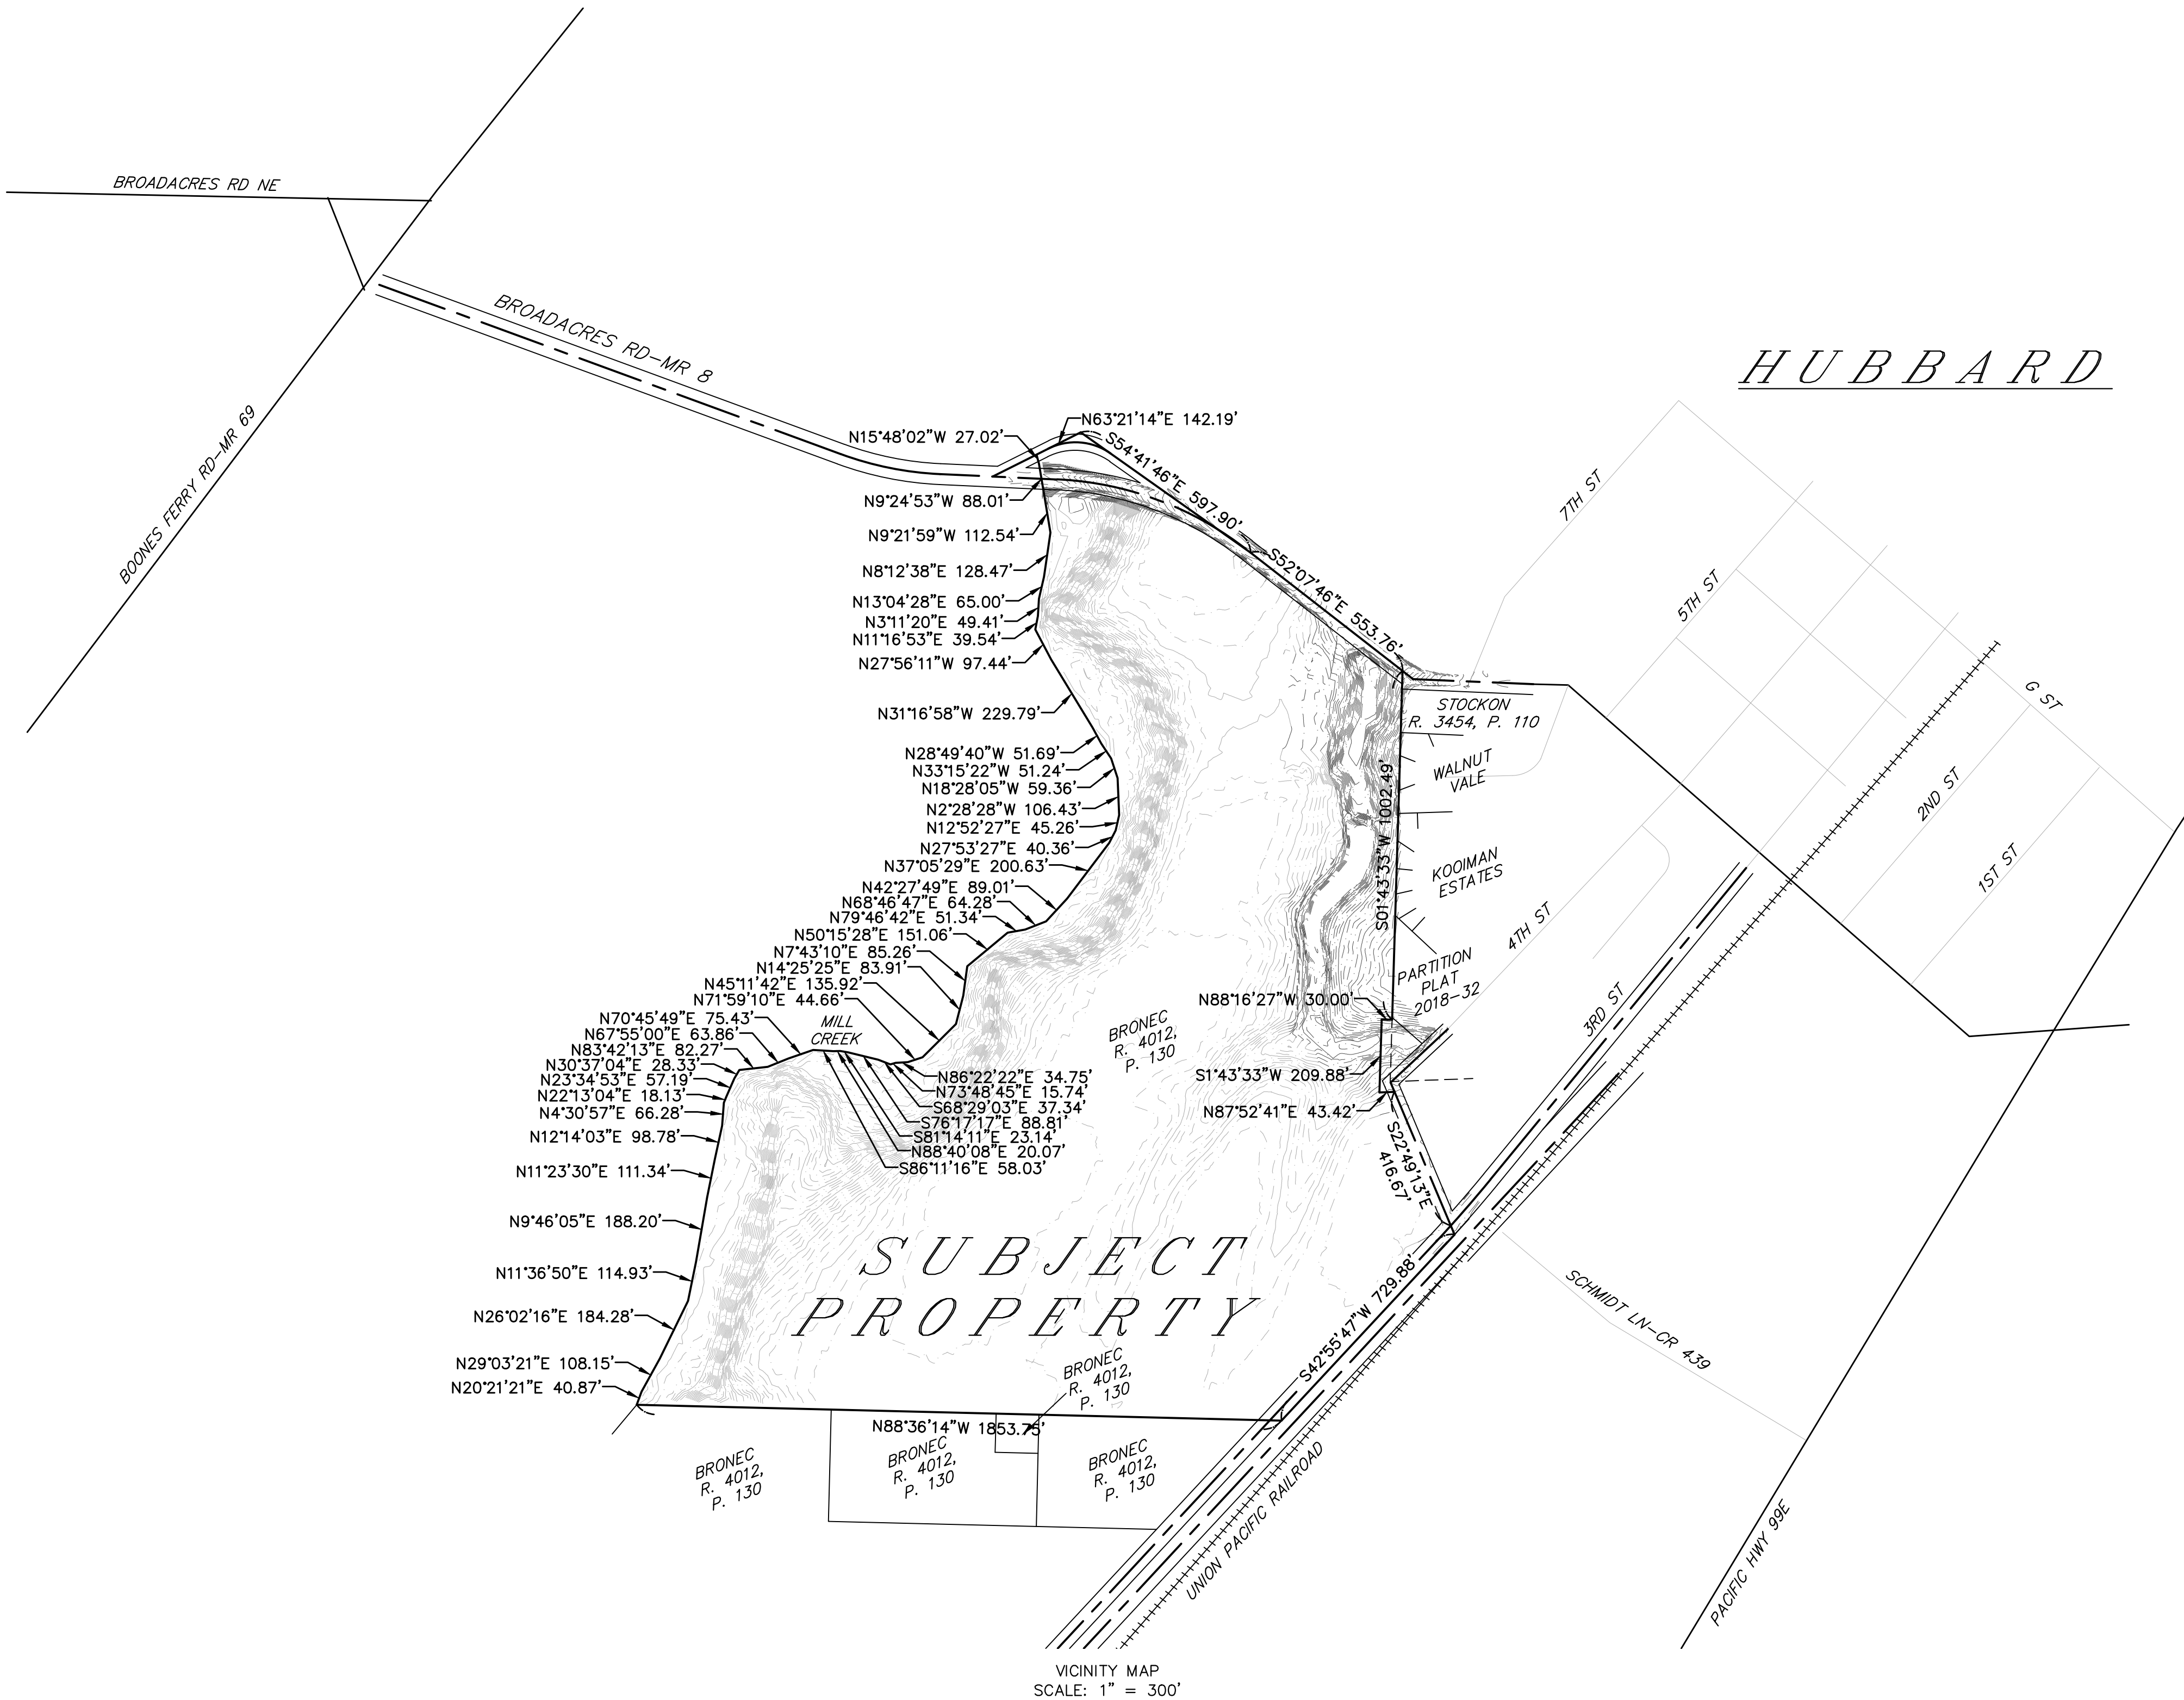 BROADACRES RD NE
BROADACRES RD-MR 8
BOONES FERRY RD-MR 69
HUBBARD
N63°21'14"E 142.19'
N15°48'02"W 27.02'
S54°41'46"E 597.90'
N9°24'53"W 88.01'
N9°21'59"W 112.54'
N8°12'38"E 128.47'
S52°07'46"E 553.76'
N13°04'28"E 65.00'
N3°11'20"E 49.41'
N11°16'53"E 39.54'
N27°56'11"W 97.44'
N31°16'58"W 229.79'
N28°49'40"W 51.69'
N33°15'22"W 51.24'
N18°28'05"W 59.36'
N2°28'28"W 106.43'
N12°52'27"E 45.26'
N27°53'27"E 40.36'
N37°05'29"E 200.63'
N42°27'49"E 89.01'
N68°46'47"E 64.28'
N79°46'42"E 51.34'
N50°15'28"E 151.06'
N7°43'10"E 85.26'
N14°25'25"E 83.91'
N45°11'42"E 135.92'
N71°59'10"E 44.66'
MILL
CREEK
N70°45'49"E 75.43'
N67°55'00"E 63.86'
N83°42'13"E 82.27'
N30°37'04"E 28.33'
N23°34'53"E 57.19'
N22°13'04"E 18.13'
N4°30'57"E 66.28'
N12°14'03"E 98.78'
N11°23'30"E 111.34'
N9°46'05"E 188.20'
N11°36'50"E 114.93'
N26°02'16"E 184.28'
N29°03'21"E 108.15'
N20°21'21"E 40.87'
N86°22'22"E 34.75'
N73°48'45"E 15.74'
S68°29'03"E 37.34'
S76°17'17"E 88.81'
S81°14'11"E 23.14'
N88°40'08"E 20.07'
S86°11'16"E 58.03'
7TH ST
5TH ST
G ST
2ND ST
1ST ST
4TH ST
3RD ST
STOCKON
R. 3454, P. 110
WALNUT
VALE
S01°43'33"W 1002.49'
KOOIMAN
ESTATES
PARTITION
PLAT
2018-32
N88°16'27"W 30.00'
BRONEC
R. 4012,
P. 130
S1°43'33"W 209.88'
N87°52'41"E 43.42'
S22°49'13"E
416.67'
SUBJECT
PROPERTY
S42°55'47"W 729.88'
SCHMIDT LN-CR 439
BRONEC
R. 4012,
P. 130
N88°36'14"W 1853.75'
BRONEC
R. 4012,
P. 130
BRONEC
R. 4012,
P. 130
BRONEC
R. 4012,
P. 130
UNION PACIFIC RAILROAD
PACIFIC HWY 99E
VICINITY MAP
SCALE: 1" = 300'